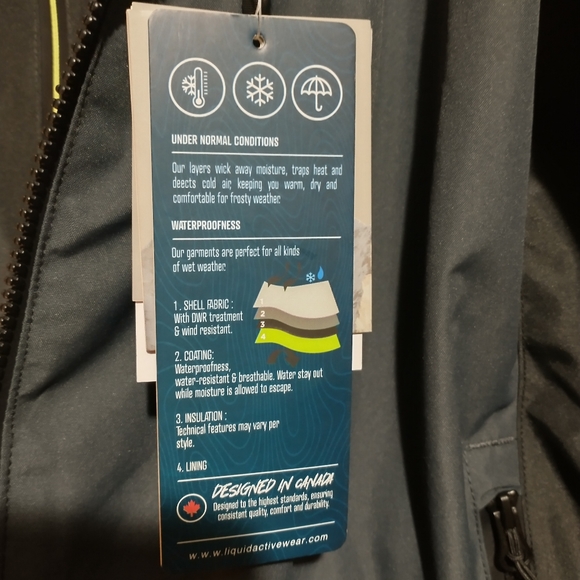 UNDER NORMAL CONDITIONS
Our layers wick away moisture, traps heat and
deects cold air, keeping you warm, dry and
comfortable for frosty weather.
WATERPROOFNESS
Our garments are perfect for all kinds
of wet weather.
1. SHELL FABRIC :
With DWR treatment
& wind resistant.
1
2
3
4
2. COATING:
Waterproofness,
water-resistant & breathable. Water stay out
while moisture is allowed to escape.
3. INSULATION :
Technical features may vary per
style.
4. LINING
DESIGNED IN CANADA
Designed to the highest standards, ensuring
consistent quality, comfort and durability.
www.liquidactivewear.com